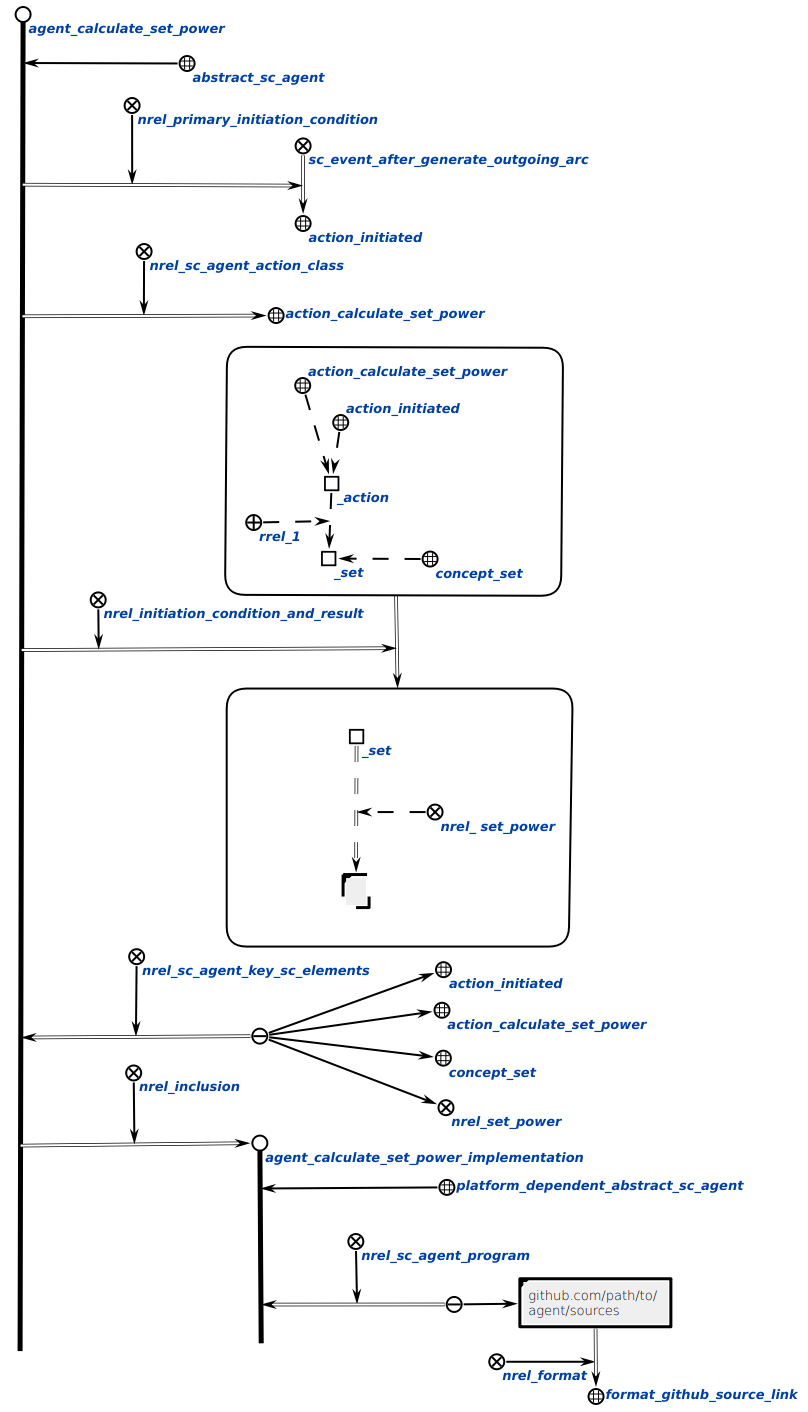 agent_calculate_set_power
abstract_sc_agent
nrel_primary_initiation_condition
sc_event_after_generate_outgoing_arc
action_initiated
nrel_sc_agent_action_class
action_calculate_set_power
action_calculate_set_power
action_initiated
_action
rrel_1
_set
concept_set
nrel_initiation_condition_and_result
_set
nrel_ set_power
nrel_sc_agent_key_sc_elements
action_initiated
action_calculate_set_power
concept_set
nrel_set_power
nrel_inclusion
agent_calculate_set_power_implementation
platform_dependent_abstract_sc_agent
nrel_sc_agent_program
github.com/path/to/
agent/sources
nrel_format
format_github_source_link